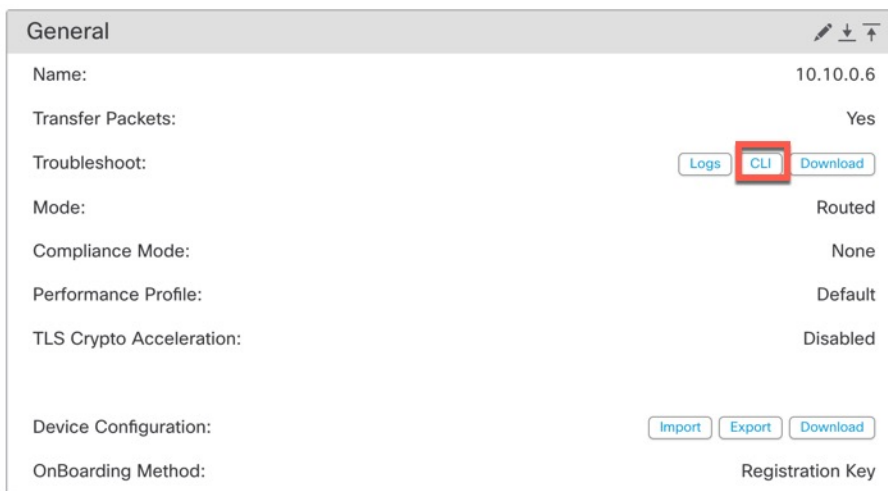 General
Name: 10.10.0.6
Transfer Packets: Yes
Troubleshoot: Logs CLI Download
Mode: Routed
Compliance Mode: None
Performance Profile: Default
TLS Crypto Acceleration: Disabled
Device Configuration: Import Export Download
OnBoarding Method: Registration Key